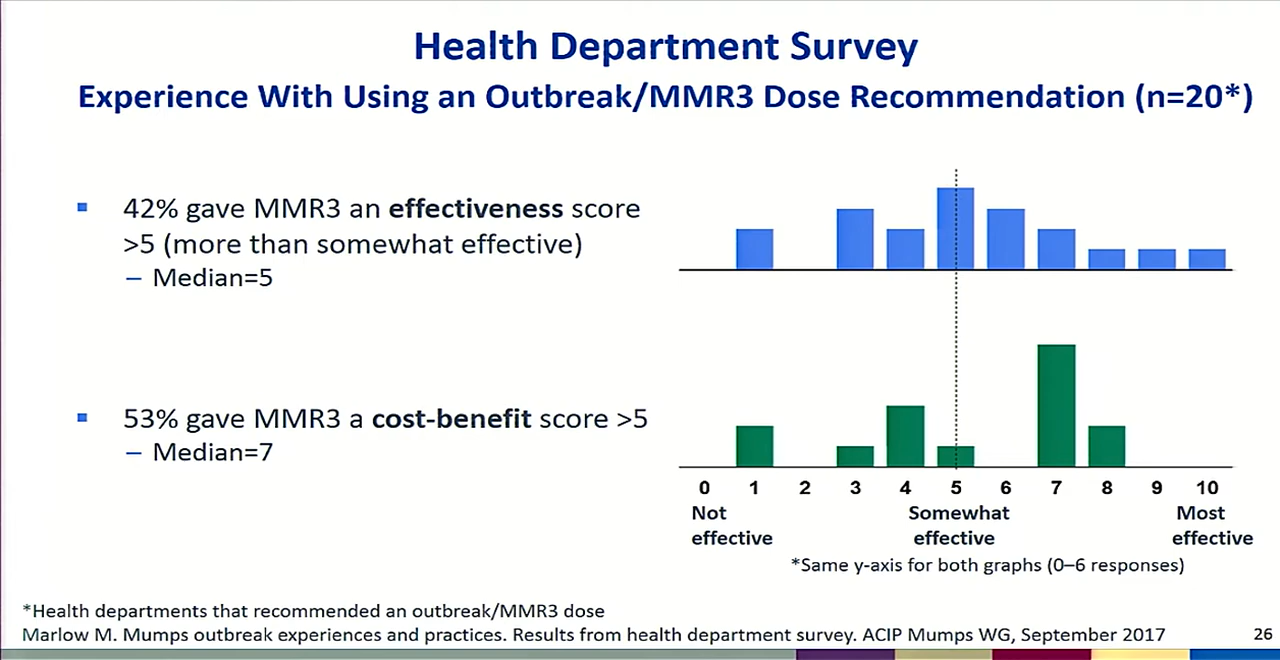 Health Department Survey
Experience With Using an Outbreak/MMR3 Dose Recommendation (n=20*)
▪ 42% gave MMR3 an effectiveness score
>5 (more than somewhat effective)
– Median=5
▪ 53% gave MMR3 a cost-benefit score >5
– Median=7
0 1 2 3 4 5 6 7 8 9 10
Not Somewhat Most
effective effective effective
*Same y-axis for both graphs (0–6 responses)
*Health departments that recommended an outbreak/MMR3 dose
Marlow M. Mumps outbreak experiences and practices. Results from health department survey. ACIP Mumps WG, September 2017
26